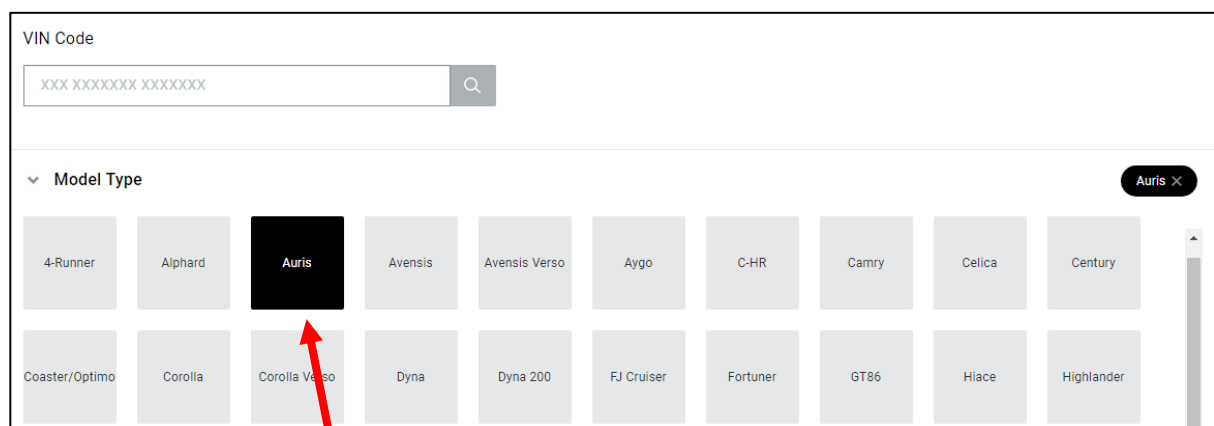 VIN Code
XXX XXXXXXX XXXXXXX
Model Type
Auris
4-Runner Alphard Auris Avensis Avensis Verso Aygo C-HR Camry Celica Century
Coaster/Optimo Corolla Corolla Verso Dyna Dyna 200 FJ Cruiser Fortuner GT86 Hiace Highlander